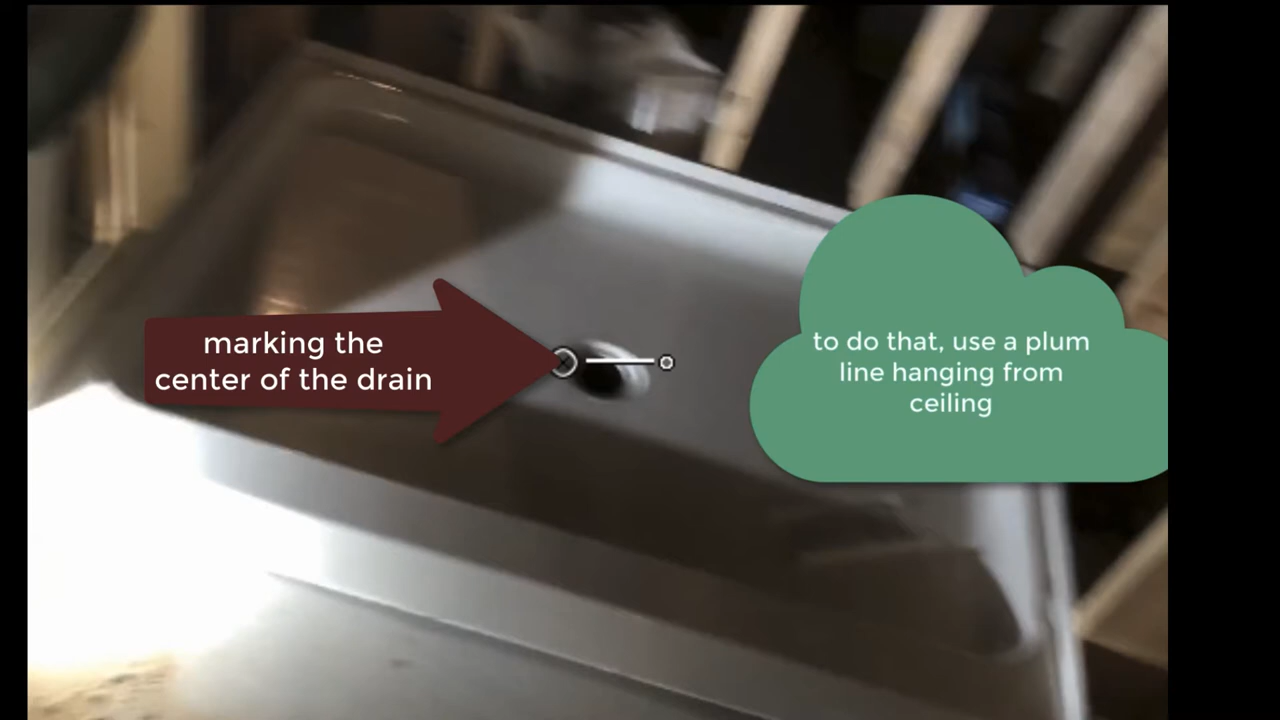 marking the
center of the drain
to do that, use a plum
line hanging from
ceiling